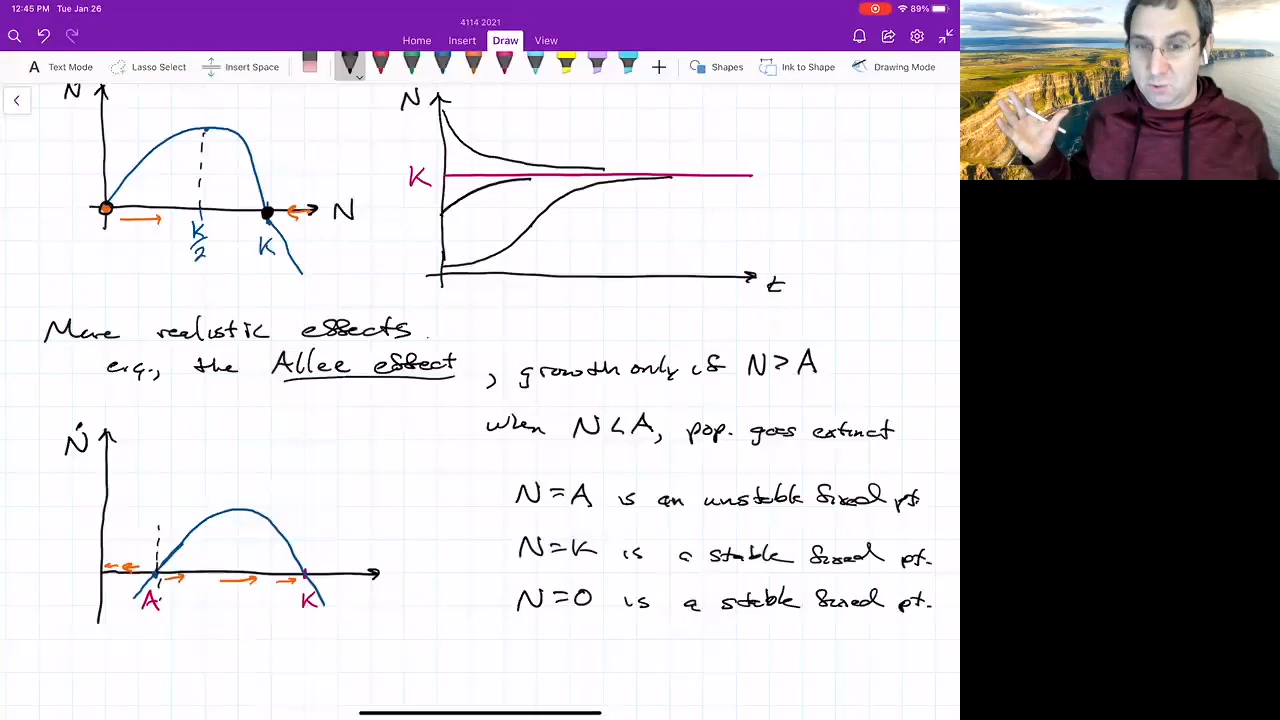 12:45 PM Tue Jan 26
89%
4114 2021
Home Insert Draw View
Text Mode Lasso Select Insert Space Shapes Ink to Shape Drawing Mode
N
N
K
N
K/2
K
t
More realistic effects.
e.g., the Allee effect, growth only if N > A
when N < A, pop. goes extinct
Ṅ
N = A is an unstable fixed pt.
N = K is a stable fixed pt.
N = 0 is a stable fixed pt.
A
K